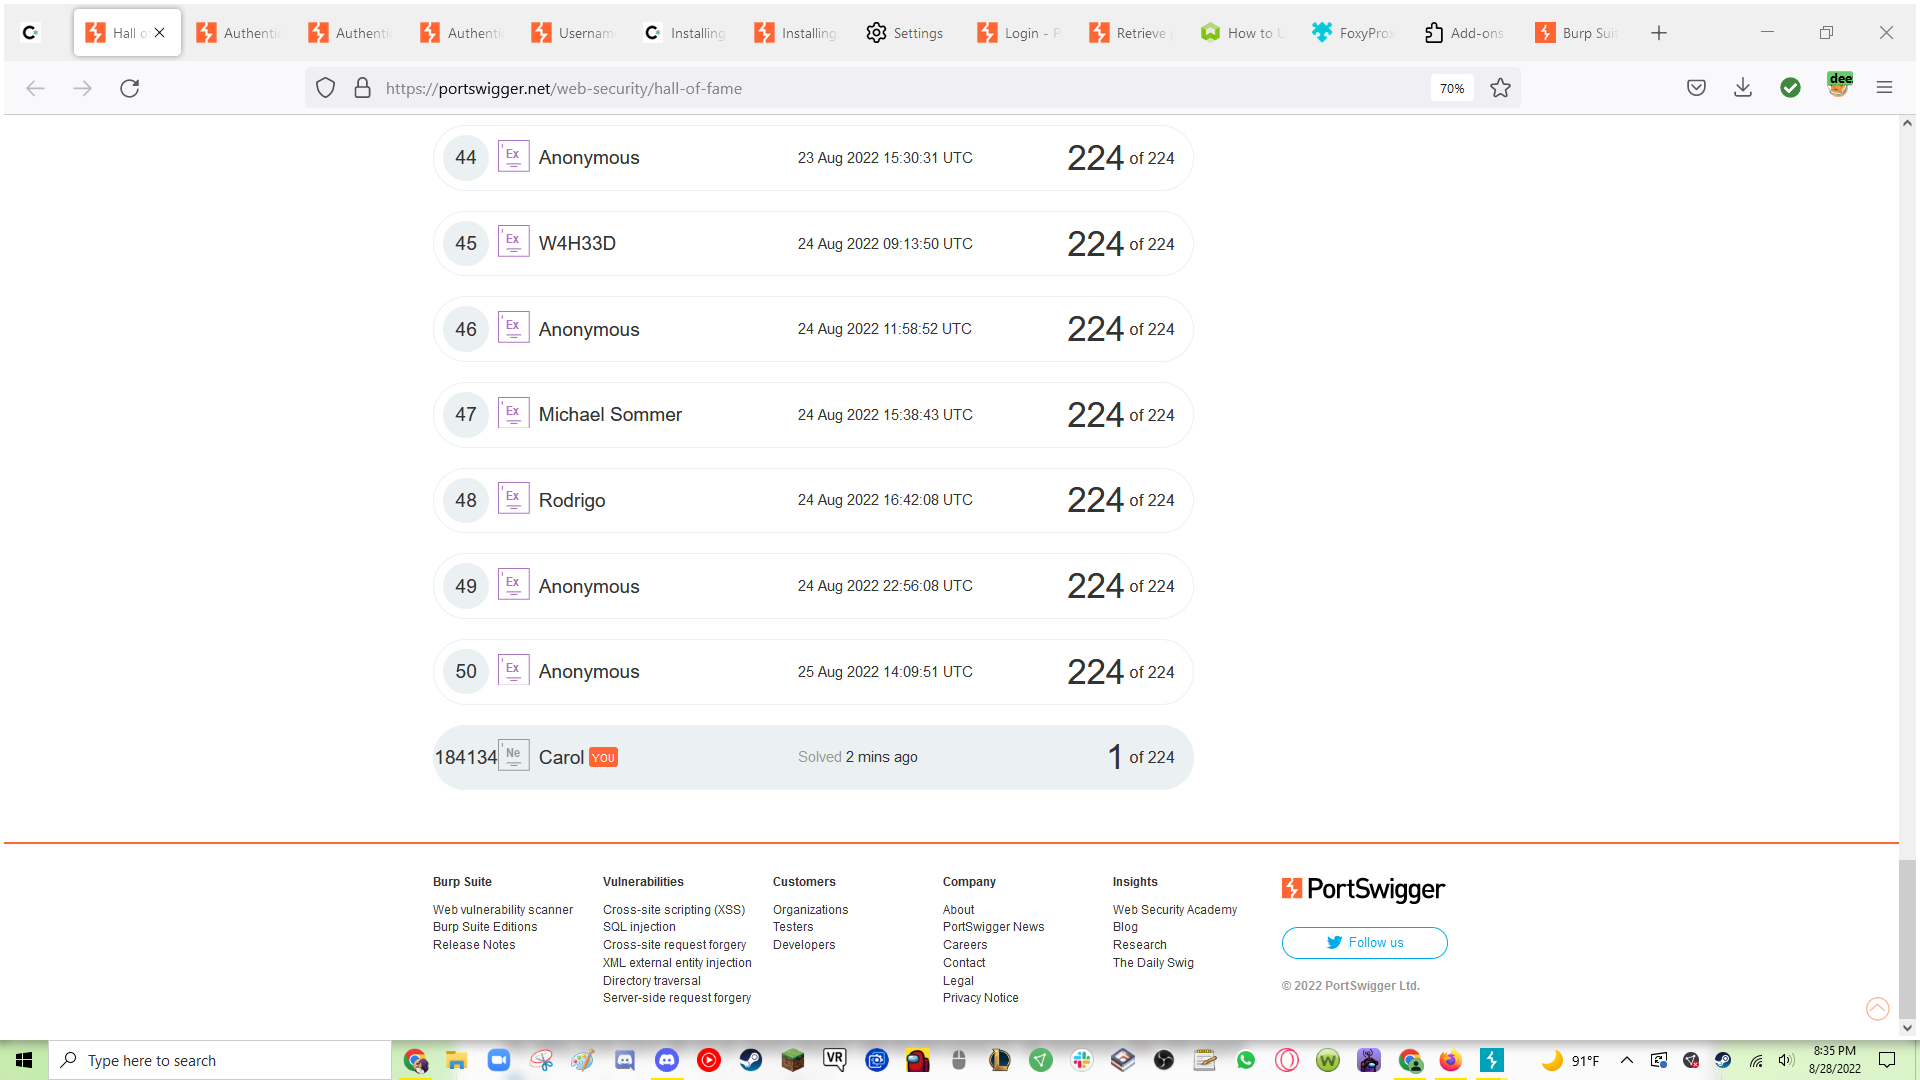 Hall o
Authenti
Authenti
Authenti
Usernam
Installing
Installing
Settings
Login - P
Retrieve
How to U
FoxyProx
Add-ons
Burp Suit
https://portswigger.net/web-security/hall-of-fame
70%
dee
44 Ex Anonymous 23 Aug 2022 15:30:31 UTC 224 of 224
45 Ex W4H33D 24 Aug 2022 09:13:50 UTC 224 of 224
46 Ex Anonymous 24 Aug 2022 11:58:52 UTC 224 of 224
47 Ex Michael Sommer 24 Aug 2022 15:38:43 UTC 224 of 224
48 Ex Rodrigo 24 Aug 2022 16:42:08 UTC 224 of 224
49 Ex Anonymous 24 Aug 2022 22:56:08 UTC 224 of 224
50 Ex Anonymous 25 Aug 2022 14:09:51 UTC 224 of 224
184134 Ne Carol YOU Solved 2 mins ago 1 of 224
Burp Suite
Web vulnerability scanner
Burp Suite Editions
Release Notes
Vulnerabilities
Cross-site scripting (XSS)
SQL injection
Cross-site request forgery
XML external entity injection
Directory traversal
Server-side request forgery
Customers
Organizations
Testers
Developers
Company
About
PortSwigger News
Careers
Contact
Legal
Privacy Notice
Insights
Web Security Academy
Blog
Research
The Daily Swig
PortSwigger
Follow us
© 2022 PortSwigger Ltd.
Type here to search
VR
91°F
8:35 PM
8/28/2022